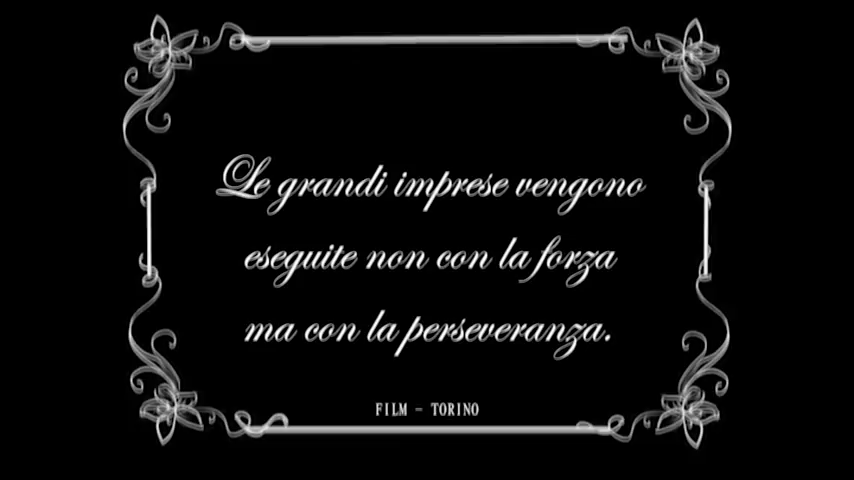 Le grandi imprese vengono
eseguite non con la forza
ma con la perseveranza.
FILM - TORINO